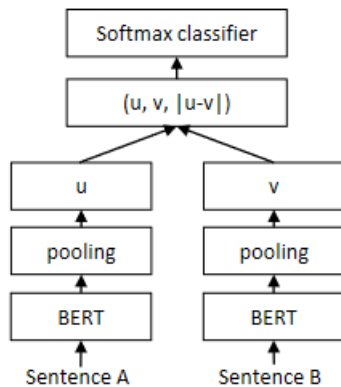 Softmax classifier
(u, v, |u-v|)
u v
pooling pooling
BERT BERT
Sentence A Sentence B